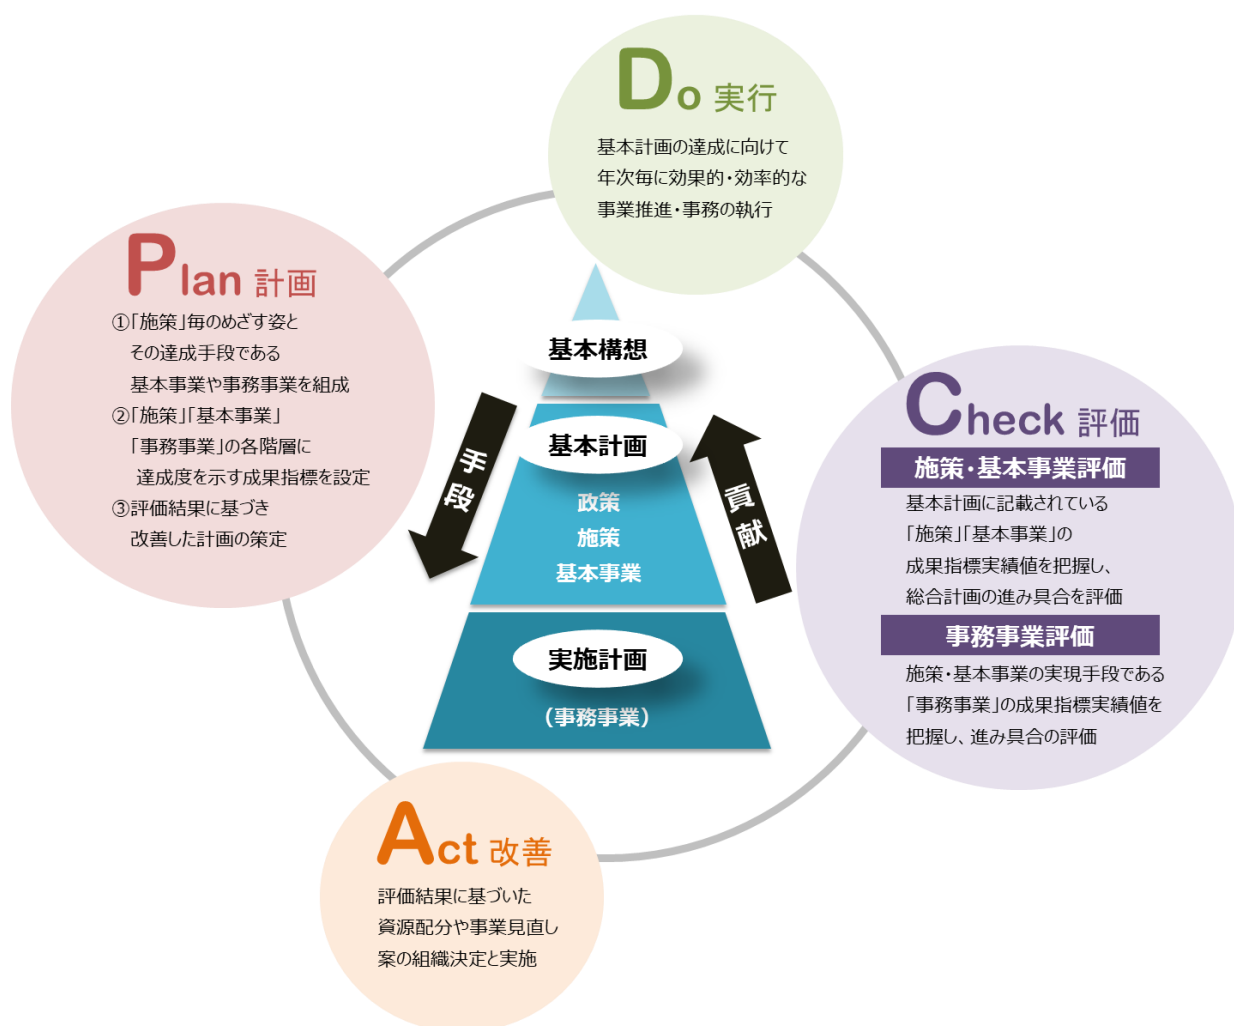 Do 実行
基本計画の達成に向けて
年次毎に効果的・効率的な
事業推進・事務の執行
Plan 計画
①「施策」毎のめざす姿と
その達成手段である
基本事業や事務事業を組成
②「施策」「基本事業」
「事務事業」の各階層に
達成度を示す成果指標を設定
③評価結果に基づき
改善した計画の策定
基本構想
基本計画
政策
施策
基本事業
実施計画
（事務事業）
手段
貢献
Check 評価
施策・基本事業評価
基本計画に記載されている
「施策」「基本事業」の
成果指標実績値を把握し、
総合計画の進み具合を評価
事務事業評価
施策・基本事業の実現手段である
「事務事業」の成果指標実績値を
把握し、進み具合の評価
Act 改善
評価結果に基づいた
資源配分や事業見直し
案の組織決定と実施